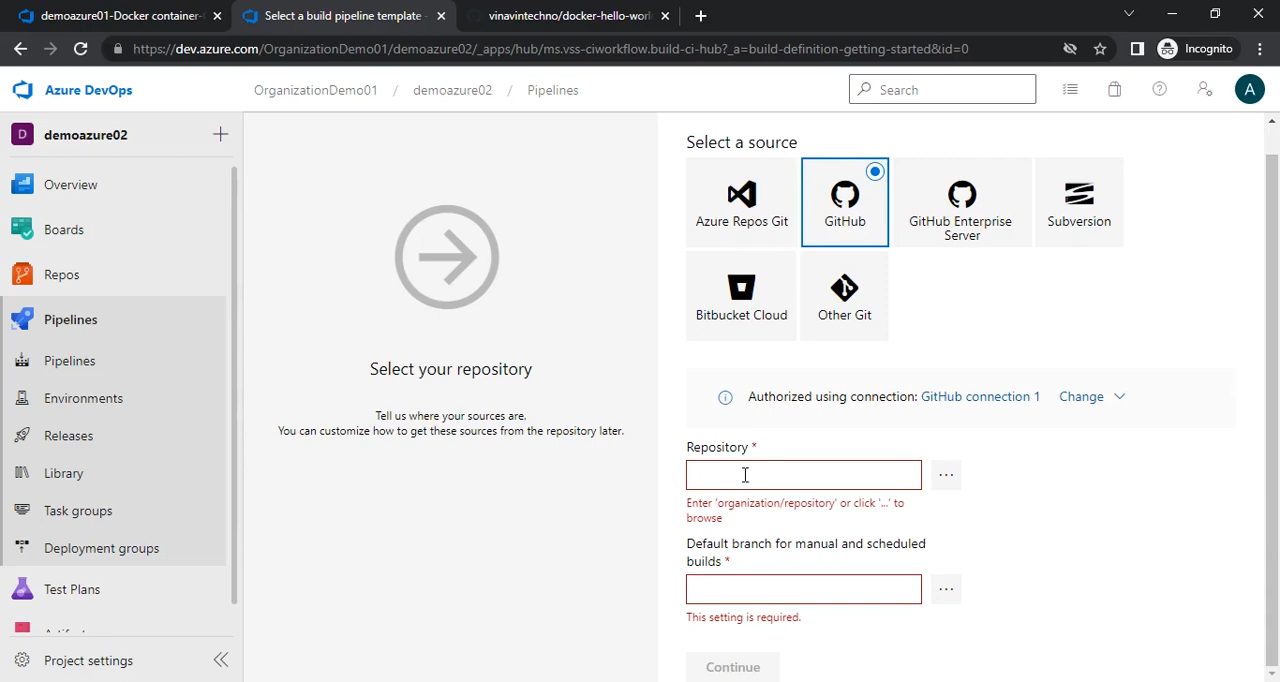 demoazure01-Docker container-
Select a build pipeline template -
vinavintechno/docker-hello-worl
https://dev.azure.com/OrganizationDemo01/demoazure02/_apps/hub/ms.vss-ciworkflow.build-ci-hub?_a=build-definition-getting-started&id=0
Incognito
Azure DevOps
OrganizationDemo01 / demoazure02 / Pipelines
Search
A
D demoazure02
Overview
Boards
Repos
Pipelines
Pipelines
Environments
Releases
Library
Task groups
Deployment groups
Test Plans
Project settings
Select your repository
Tell us where your sources are.
You can customize how to get these sources from the repository later.
Select a source
Azure Repos Git
GitHub
GitHub Enterprise
Server
Subversion
Bitbucket Cloud
Other Git
Authorized using connection: GitHub connection 1 Change
Repository *
...
Enter 'organization/repository' or click '...' to
browse
Default branch for manual and scheduled
builds *
...
This setting is required.
Continue